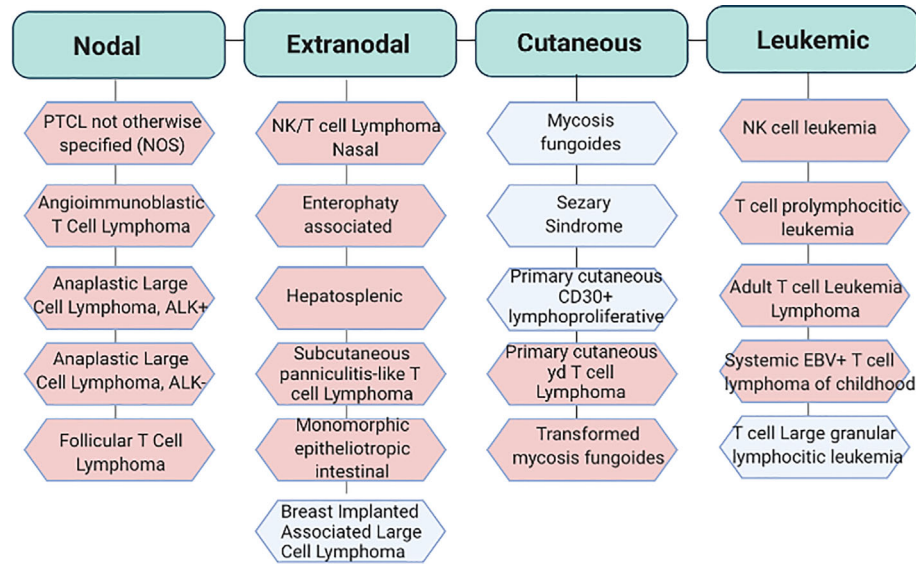 Nodal
PTCL not otherwise
specified (NOS)
Angioimmunoblastic
T Cell Lymphoma
Anaplastic Large
Cell Lymphoma, ALK+
Anaplastic Large
Cell Lymphoma, ALK-
Follicular T Cell
Lymphoma
Extranodal
NK/T cell Lymphoma
Nasal
Enterophaty
associated
Hepatosplenic
Subcutaneous
panniculitis-like T
cell Lymphoma
Monomorphic
epitheliotropic
intestinal
Breast Implanted
Associated Large
Cell Lymphoma
Cutaneous
Mycosis
fungoides
Sezary
Sindrome
Primary cutaneous
CD30+
lymphoproliferative
Primary cutaneous
yd T cell
Lymphoma
Transformed
mycosis fungoides
Leukemic
NK cell leukemia
T cell prolymphocitic
leukemia
Adult T cell Leukemia
Lymphoma
Systemic EBV+ T cell
lymphoma of childhood
T cell Large granular
lymphocitic leukemia